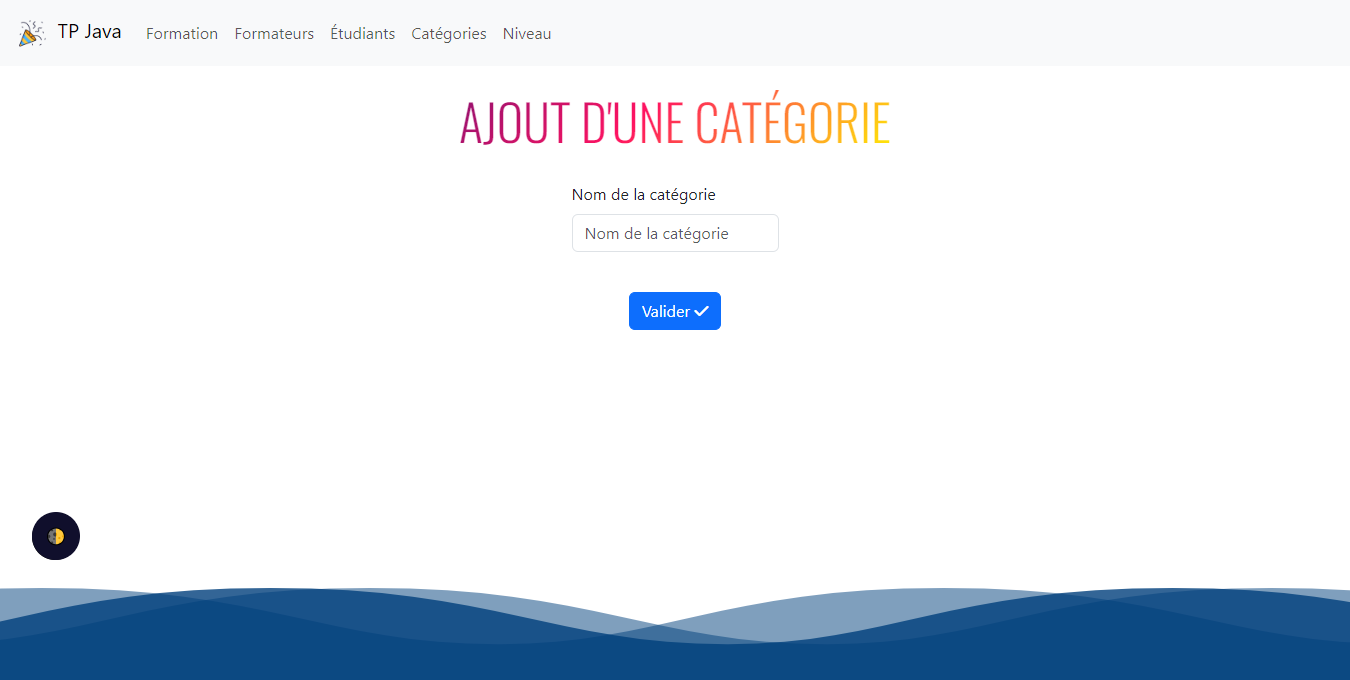 TP Java Formation Formateurs Étudiants Catégories Niveau
AJOUT D'UNE CATÉGORIE
Nom de la catégorie
Nom de la catégorie
Valider